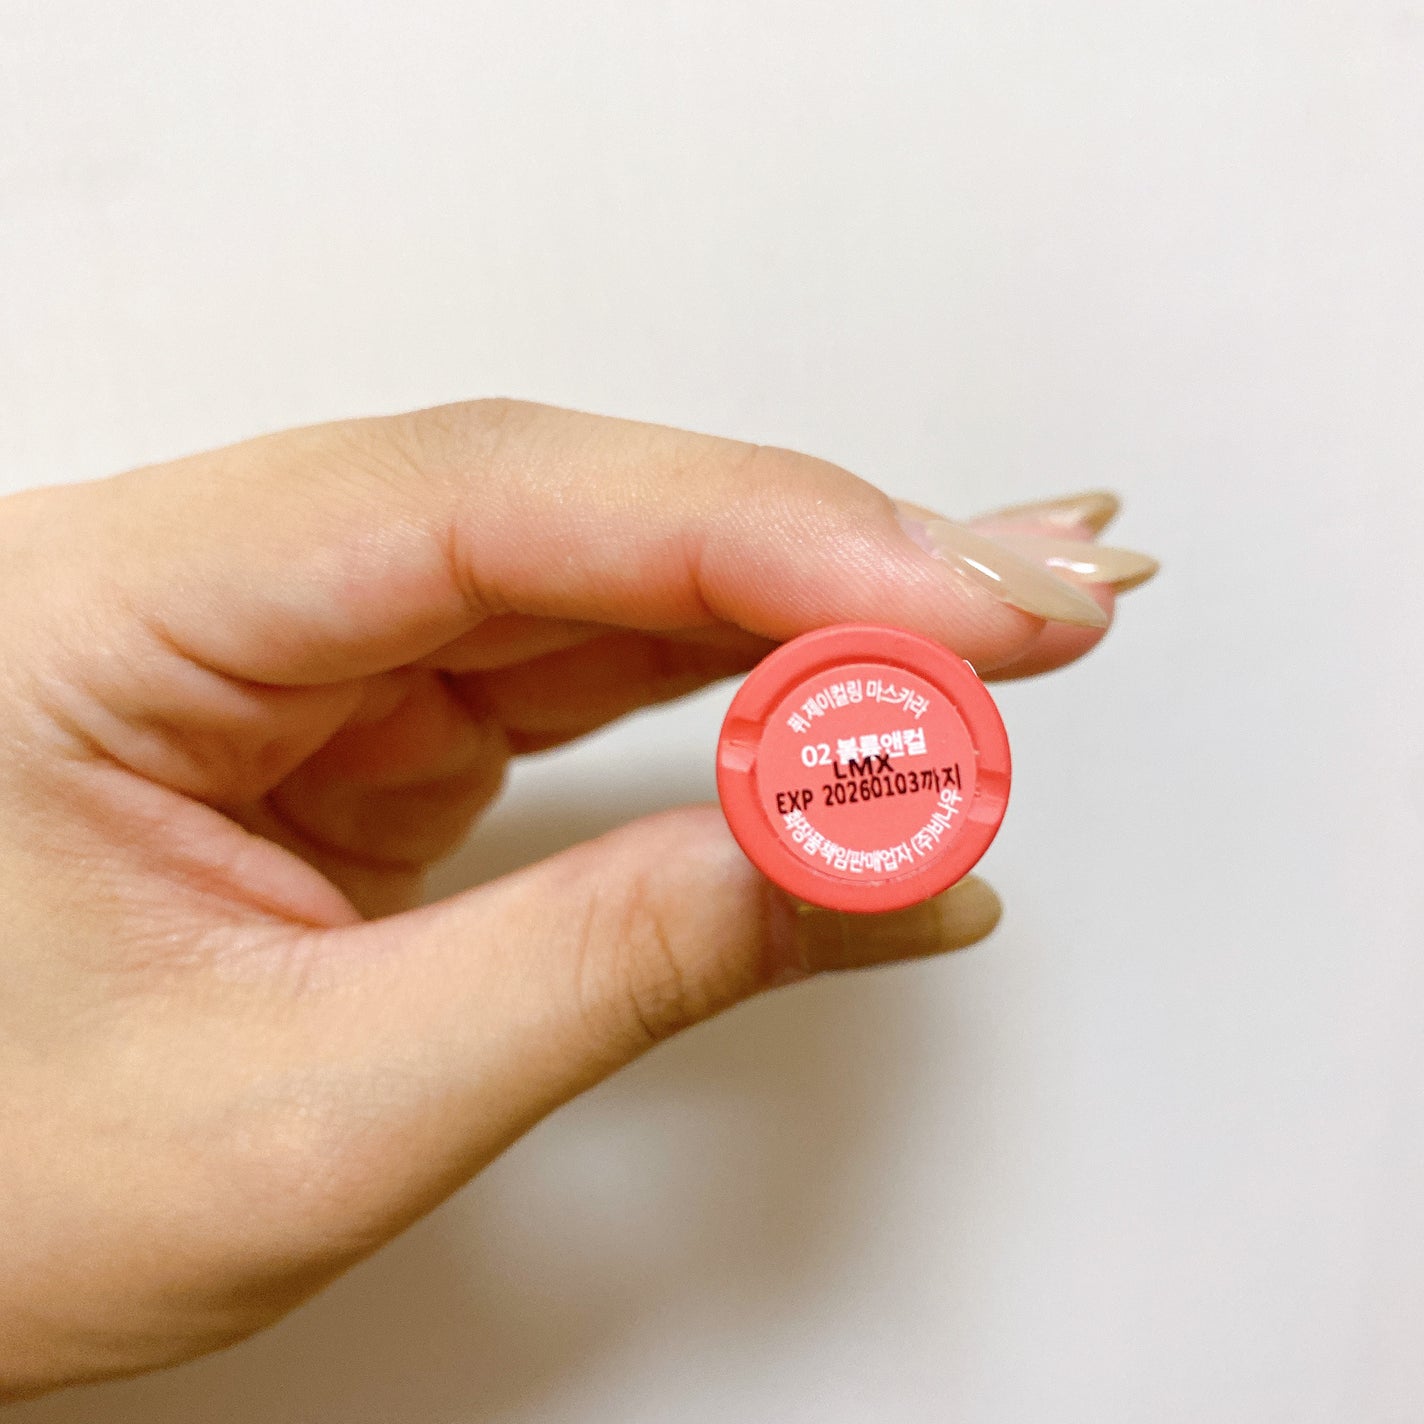 퓌 제이컬링 마스카라
02 볼륨앤컬
LMX
EXP 20260103까지
화장품책임판매업자 (주)비나우